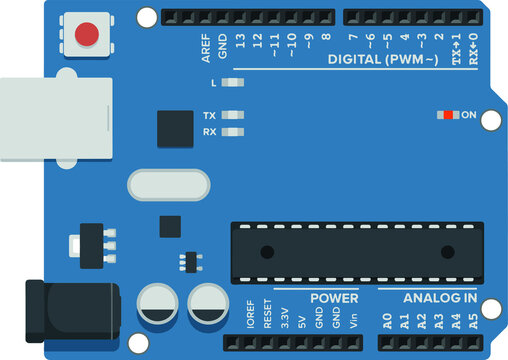 AREF
GND
13
12
~11
~10
~9
8
7
~6
~5
4
~3
2
TX→1
RX←0
DIGITAL (PWM~)
L
TX
RX
ON
POWER
ANALOG IN
IOREF
RESET
3.3V
5V
GND
GND
Vin
A0
A1
A2
A3
A4
A5